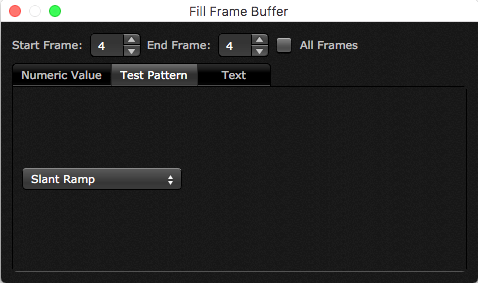 Fill Frame Buffer
Start Frame: 4 End Frame: 4 All Frames
Numeric Value Test Pattern Text
Slant Ramp